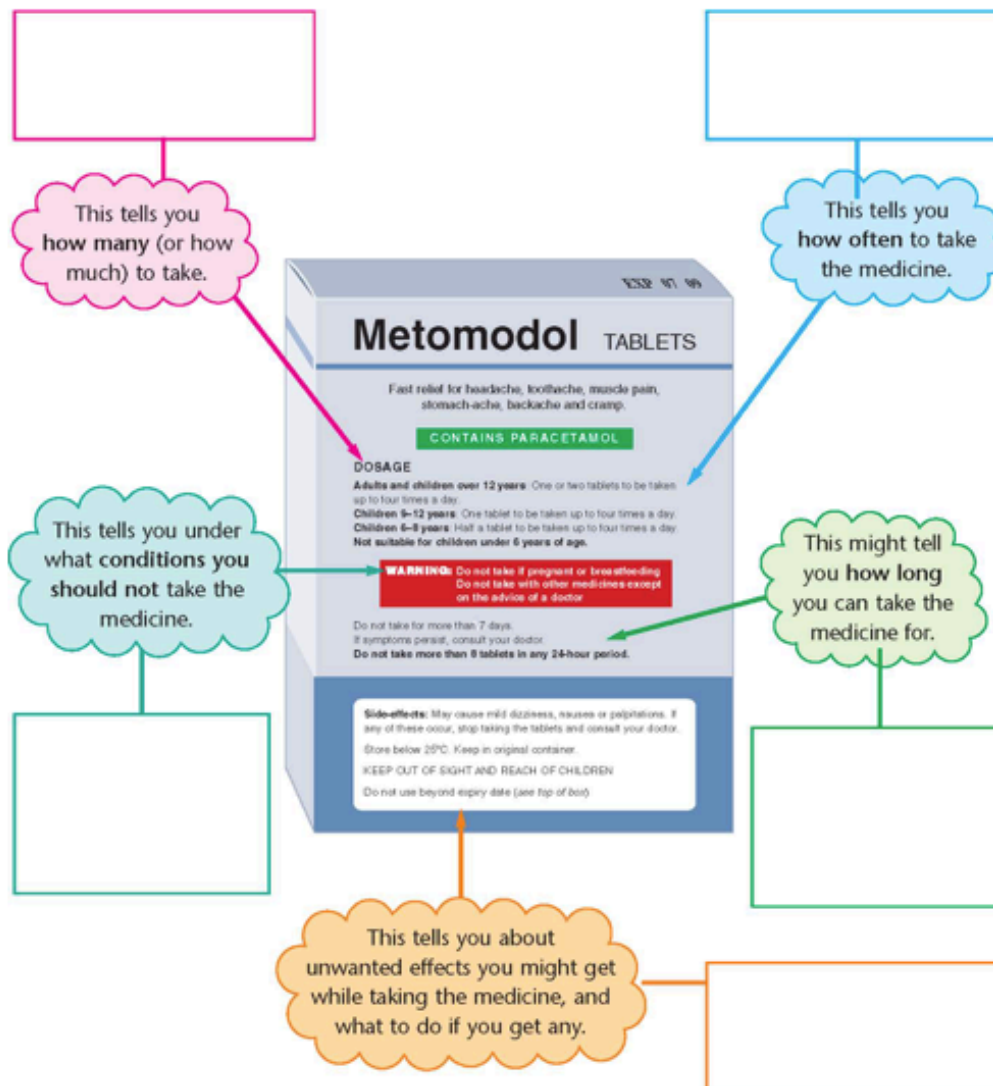 This tells you
how many (or how
much) to take.
This tells you
how often to take
the medicine.
EXP 07 09
Metomodol TABLETS
Fast relief for headache, toothache, muscle pain,
stomach-ache, backache and cramp.
CONTAINS PARACETAMOL
DOSAGE
Adults and children over 12 years: One or two tablets to be taken
up to four times a day.
Children 9–12 years: One tablet to be taken up to four times a day.
Children 6–9 years: Half a tablet to be taken up to four times a day.
Not suitable for children under 6 years of age.
WARNING: Do not take if pregnant or breastfeeding
Do not take with other medicines except
on the advice of a doctor
Do not take for more than 7 days.
If symptoms persist, consult your doctor.
Do not take more than 8 tablets in any 24-hour period.
This tells you under
what conditions you
should not take the
medicine.
This might tell
you how long
you can take the
medicine for.
Side-effects: May cause mild dizziness, nausea or palpitations. If
any of these occur, stop taking the tablets and consult your doctor.
Store below 25ºC. Keep in original container.
KEEP OUT OF SIGHT AND REACH OF CHILDREN
Do not use beyond expiry date (see top of box)
This tells you about
unwanted effects you might get
while taking the medicine, and
what to do if you get any.